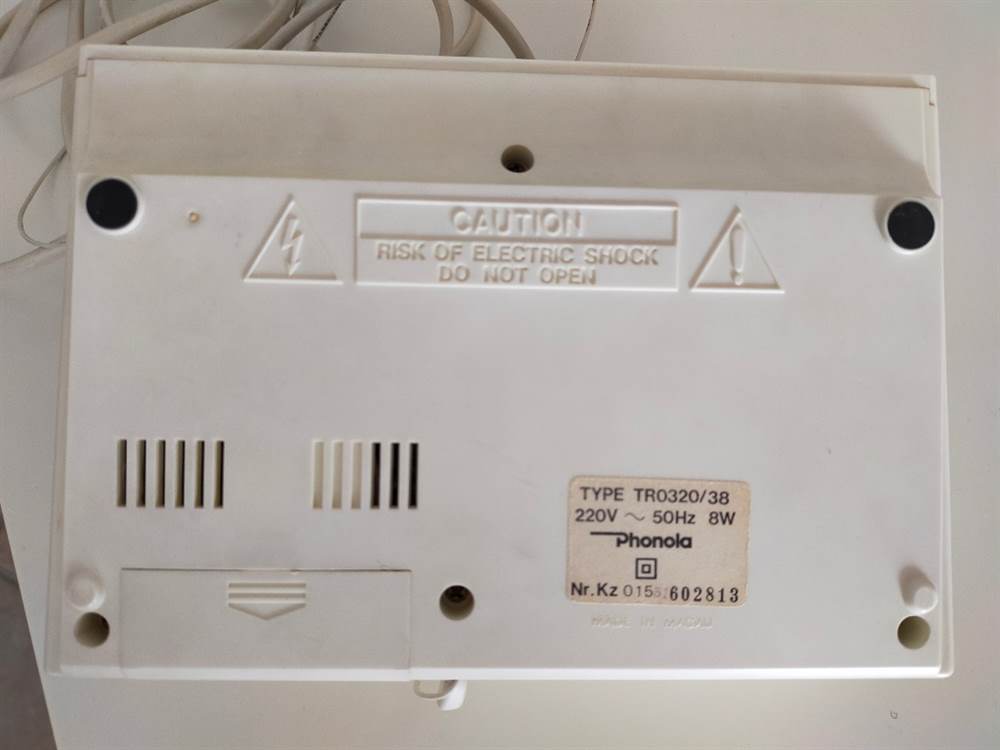 CAUTION
RISK OF ELECTRIC SHOCK
DO NOT OPEN
TYPE TR0320/38
220V ~ 50Hz 8W
Phonola
Nr.Kz 602813
MADE IN MACAU